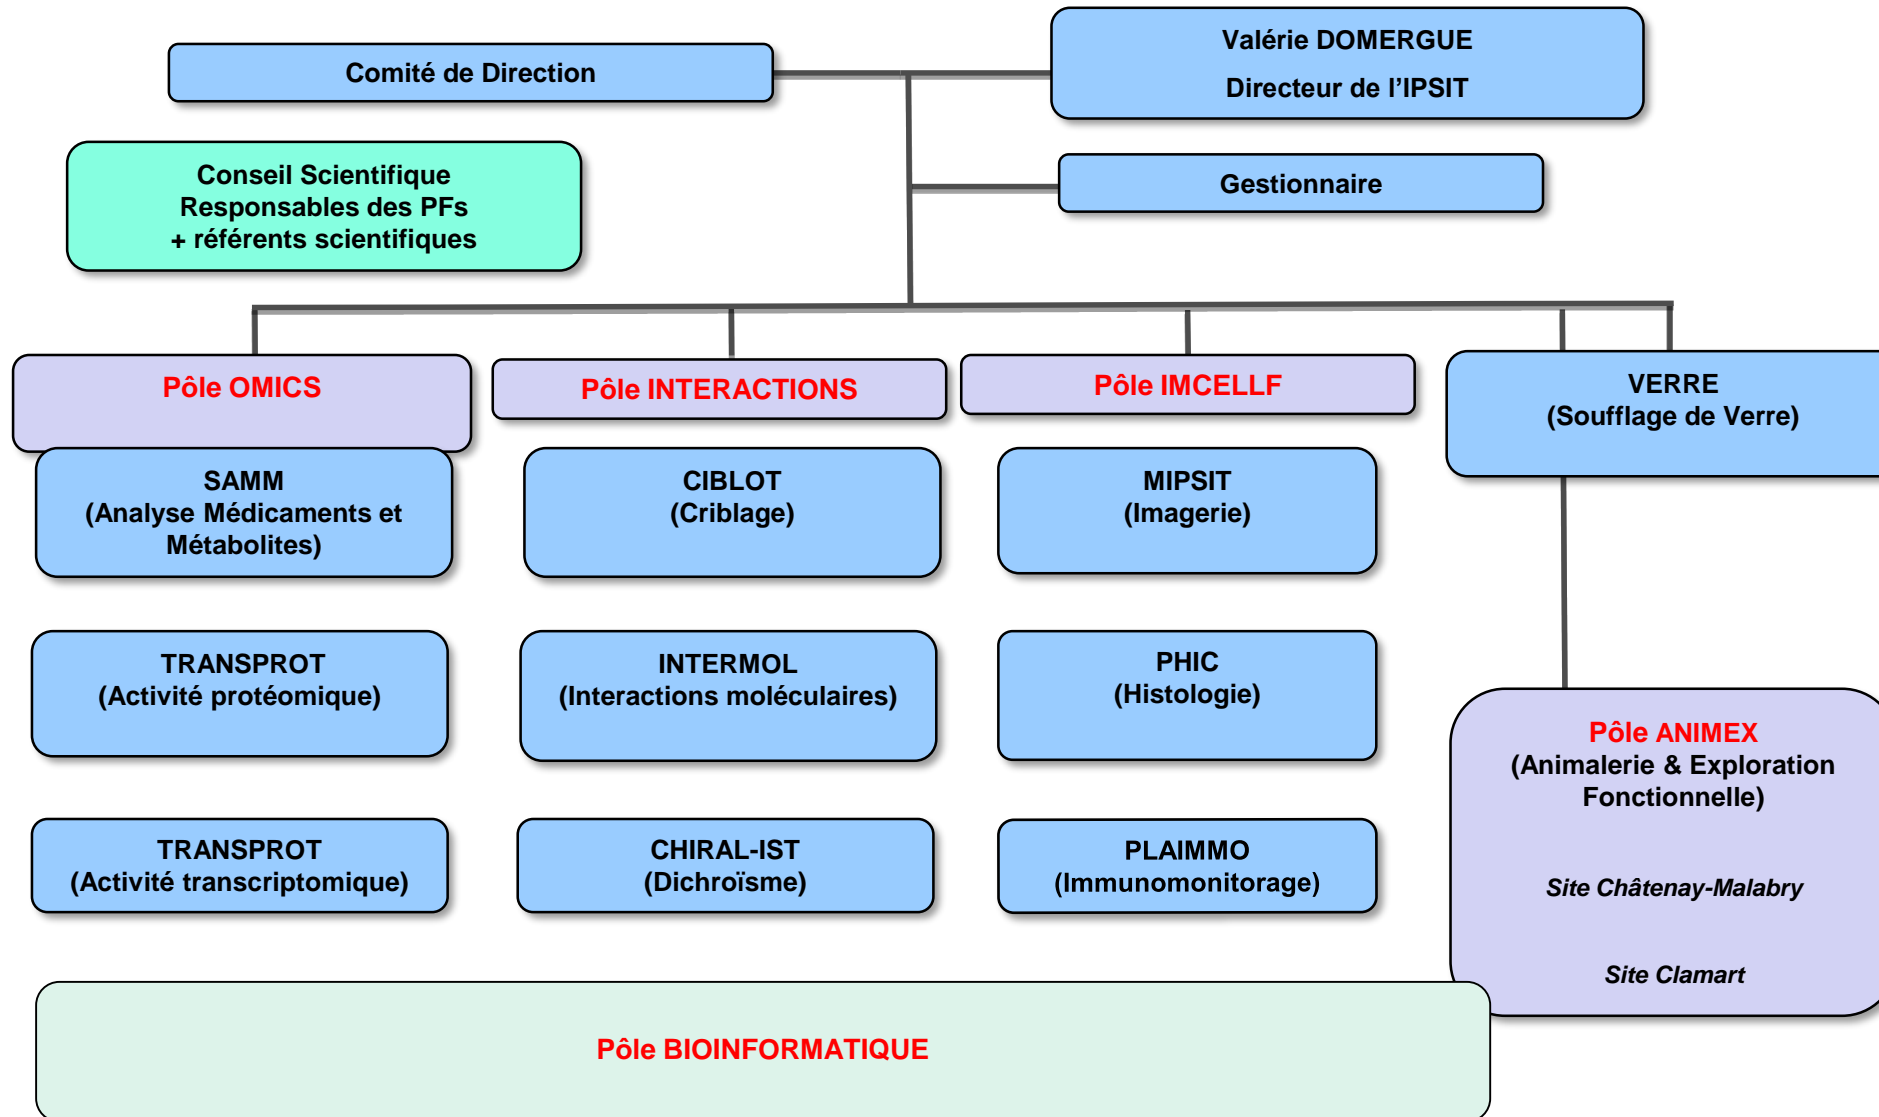 Comité de Direction
Valérie DOMERGUE
Directeur de l'IPSIT
Conseil Scientifique
Responsables des PFs
+ référents scientifiques
Gestionnaire
Pôle OMICS
Pôle INTERACTIONS
Pôle IMCELLF
VERRE
(Soufflage de Verre)
SAMM
(Analyse Médicaments et
Métabolites)
CIBLOT
(Criblage)
MIPSIT
(Imagerie)
TRANSPROT
(Activité protéomique)
INTERMOL
(Interactions moléculaires)
PHIC
(Histologie)
Pôle ANIMEX
(Animalerie & Exploration
Fonctionnelle)
Site Châtenay-Malabry
Site Clamart
TRANSPROT
(Activité transcriptomique)
CHIRAL-IST
(Dichroïsme)
PLAIMMO
(Immunomonitorage)
Pôle BIOINFORMATIQUE